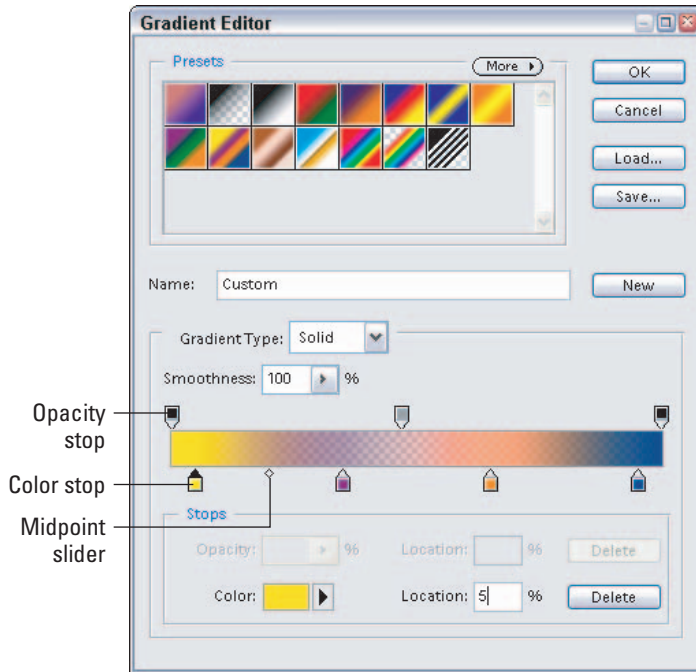 Gradient Editor
Presets
More
OK
Cancel
Load...
Save...
Name: Custom
New
Gradient Type: Solid
Smoothness: 100 %
Opacity stop
Color stop
Midpoint slider
Stops
Opacity: % Location: % Delete
Color: Location: 5 % Delete